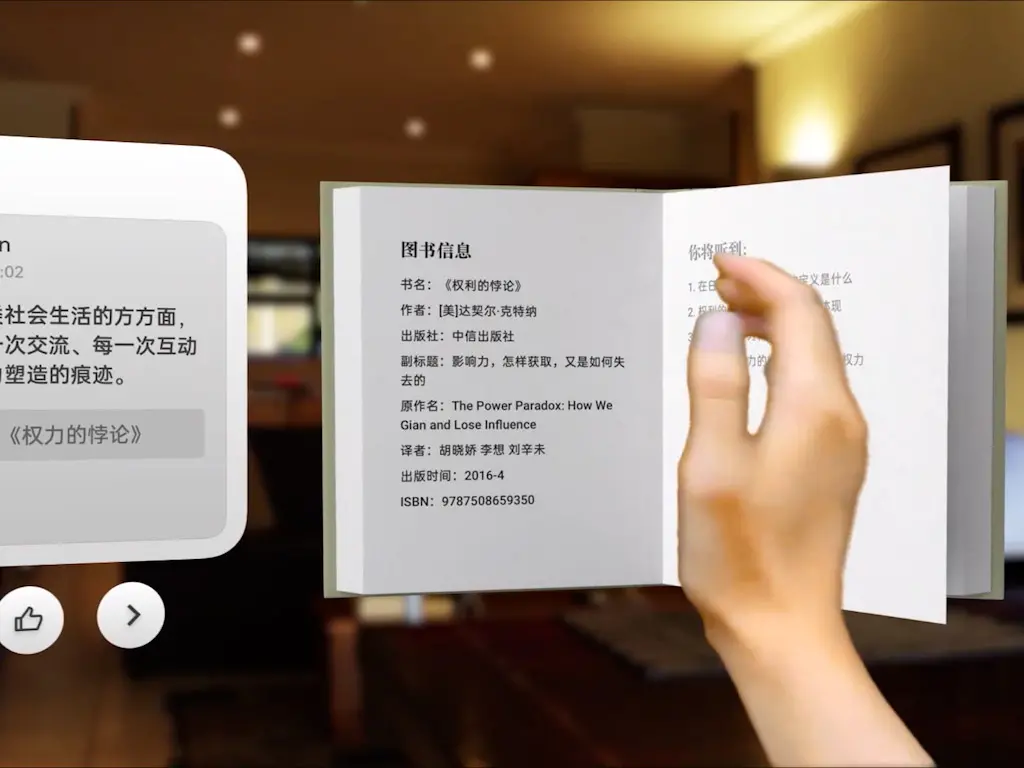 n
:02
社会生活的方方面，
次交流、每一次互动
塑造的痕迹。
《权力的悖论》
图书信息
书名：《权利的悖论》
作者：[美]达契尔·克特纳
出版社：中信出版社
副标题：影响力，怎样获取，又是如何失
去的
原作名：The Power Paradox: How We
Gian and Lose Influence
译者：胡晓娇 李想 刘辛未
出版时间：2016-4
ISBN：9787508659350
你将听到:
1. 在日 定义是什么
2. 权利的 体现
力的 权力